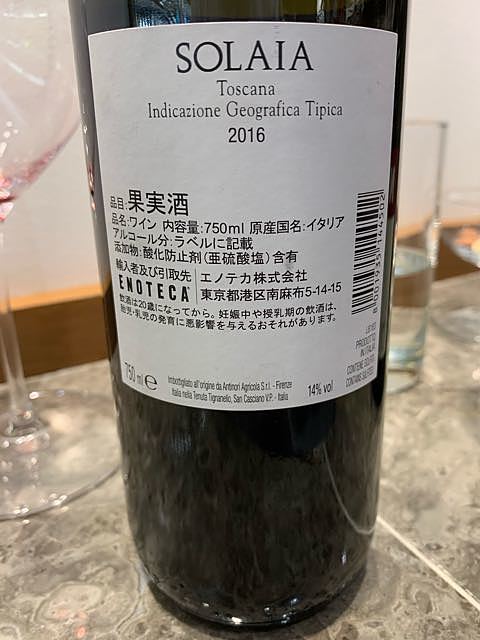 SOLAIA
Toscana
Indicazione Geografica Tipica
2016
品目:果実酒
品名:ワイン 内容量:750ml 原産国名:イタリア
アルコール分:ラベルに記載
添加物:酸化防止剤(亜硫酸塩)含有
輸入者及び引取先
ENOTECA
エノテカ株式会社
東京都港区南麻布5-14-15
飲酒は20歳になってから。妊娠中や授乳期の飲酒は、
胎児・乳児の発育に悪影響を与えるおそれがあります。
750 ml e
Imbottigliato all'origine da Antinori Agricola S.r.l. - Firenze
Italia nella Tenuta Tignanello, San Casciano V.P. - Italia
14% vol
PRODOTTO
IN ITALIA